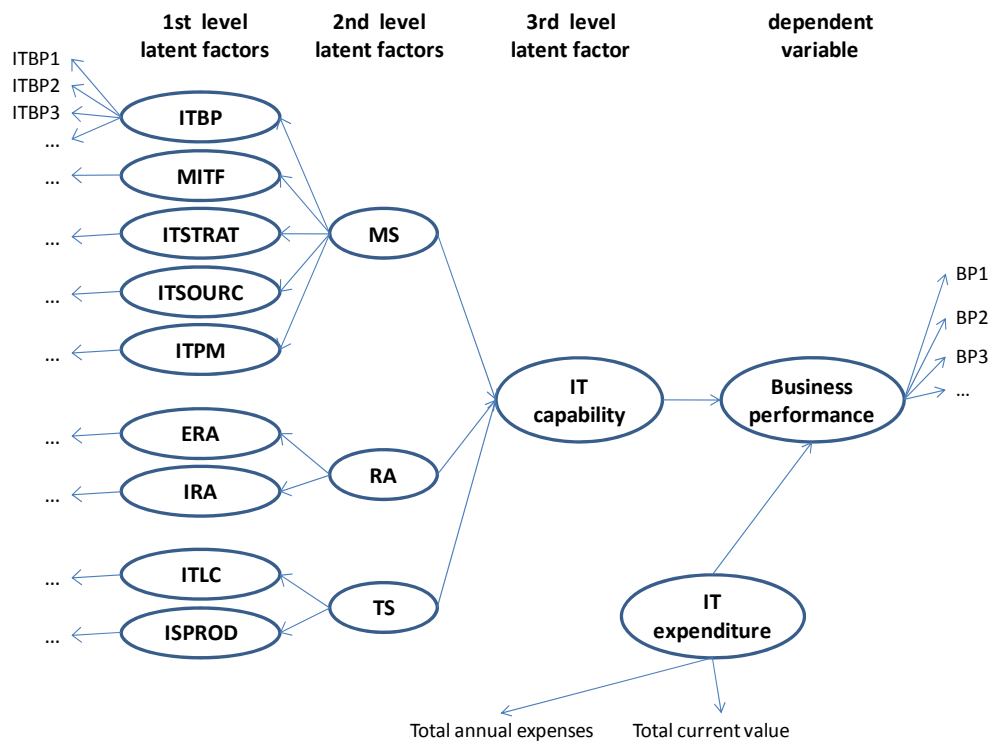 1st level
latent factors
2nd level
latent factors
3rd level
latent factor
dependent
variable
ITBP1
ITBP2
ITBP3
...
ITBP
...
MITF
...
ITSTRAT
...
ITSOURC
...
ITPM
MS
...
ERA
...
IRA
RA
...
ITLC
...
ISPROD
TS
IT
capability
Business
performance
BP1
BP2
BP3
...
IT
expenditure
Total annual expenses
Total current value